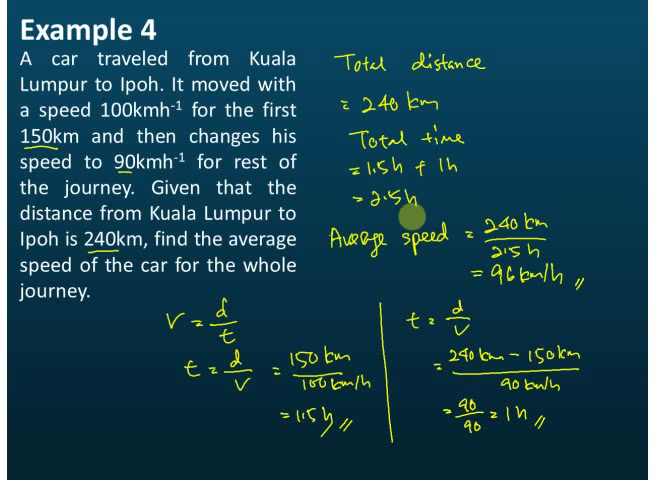 Example 4
A car traveled from Kuala
Lumpur to Ipoh. It moved with
a speed 100kmh⁻¹ for the first
150km and then changes his
speed to 90kmh⁻¹ for rest of
the journey. Given that the
distance from Kuala Lumpur to
Ipoh is 240km, find the average
speed of the car for the whole
journey.
Total distance
= 240 km
Total time
= 1.5h + 1h
= 2.5h
Average speed = 240 km / 2.5 h
= 96 km/h //
v = d / t
t = d / v = 150 km / 100 km/h
= 1.5 h //
t = d / v
= 240 km - 150 km / 90 km/h
= 90 / 90 = 1 h //